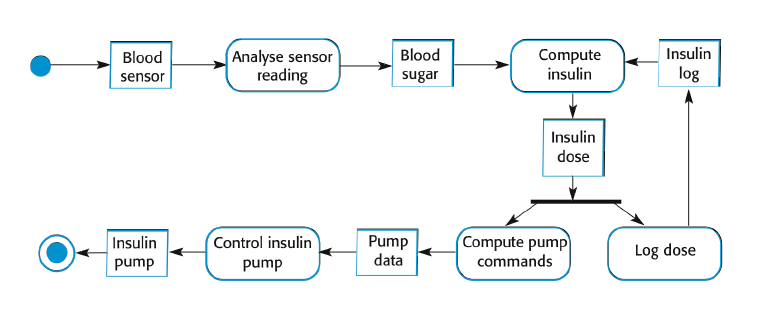 Blood
sensor
Analyse sensor
reading
Blood
sugar
Compute
insulin
Insulin
log
Insulin
dose
Insulin
pump
Control insulin
pump
Pump
data
Compute pump
commands
Log dose